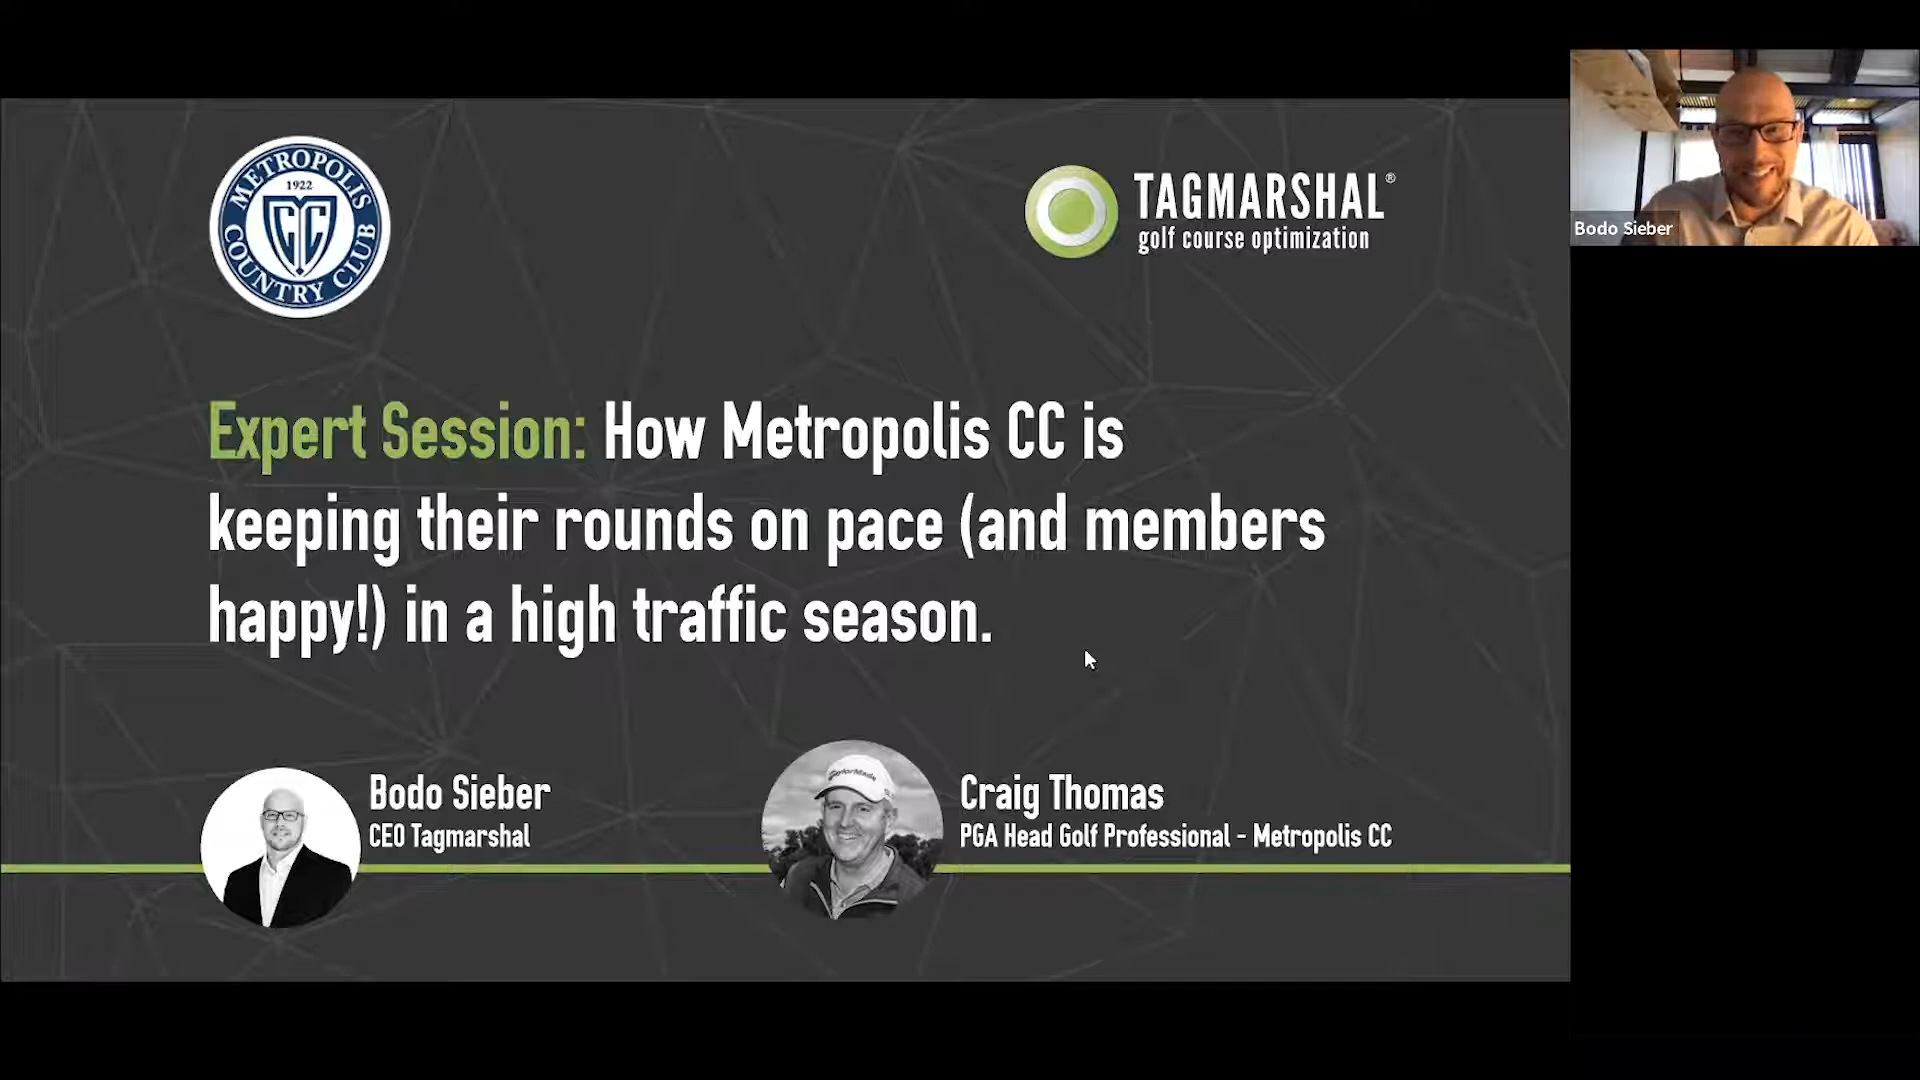 METROPOLIS
1922
COUNTRY CLUB
TAGMARSHAL®
golf course optimization
Bodo Sieber
Expert Session: How Metropolis CC is
keeping their rounds on pace (and members
happy!) in a high traffic season.
TaylorMade
Bodo Sieber
CEO Tagmarshal
Craig Thomas
PGA Head Golf Professional - Metropolis CC